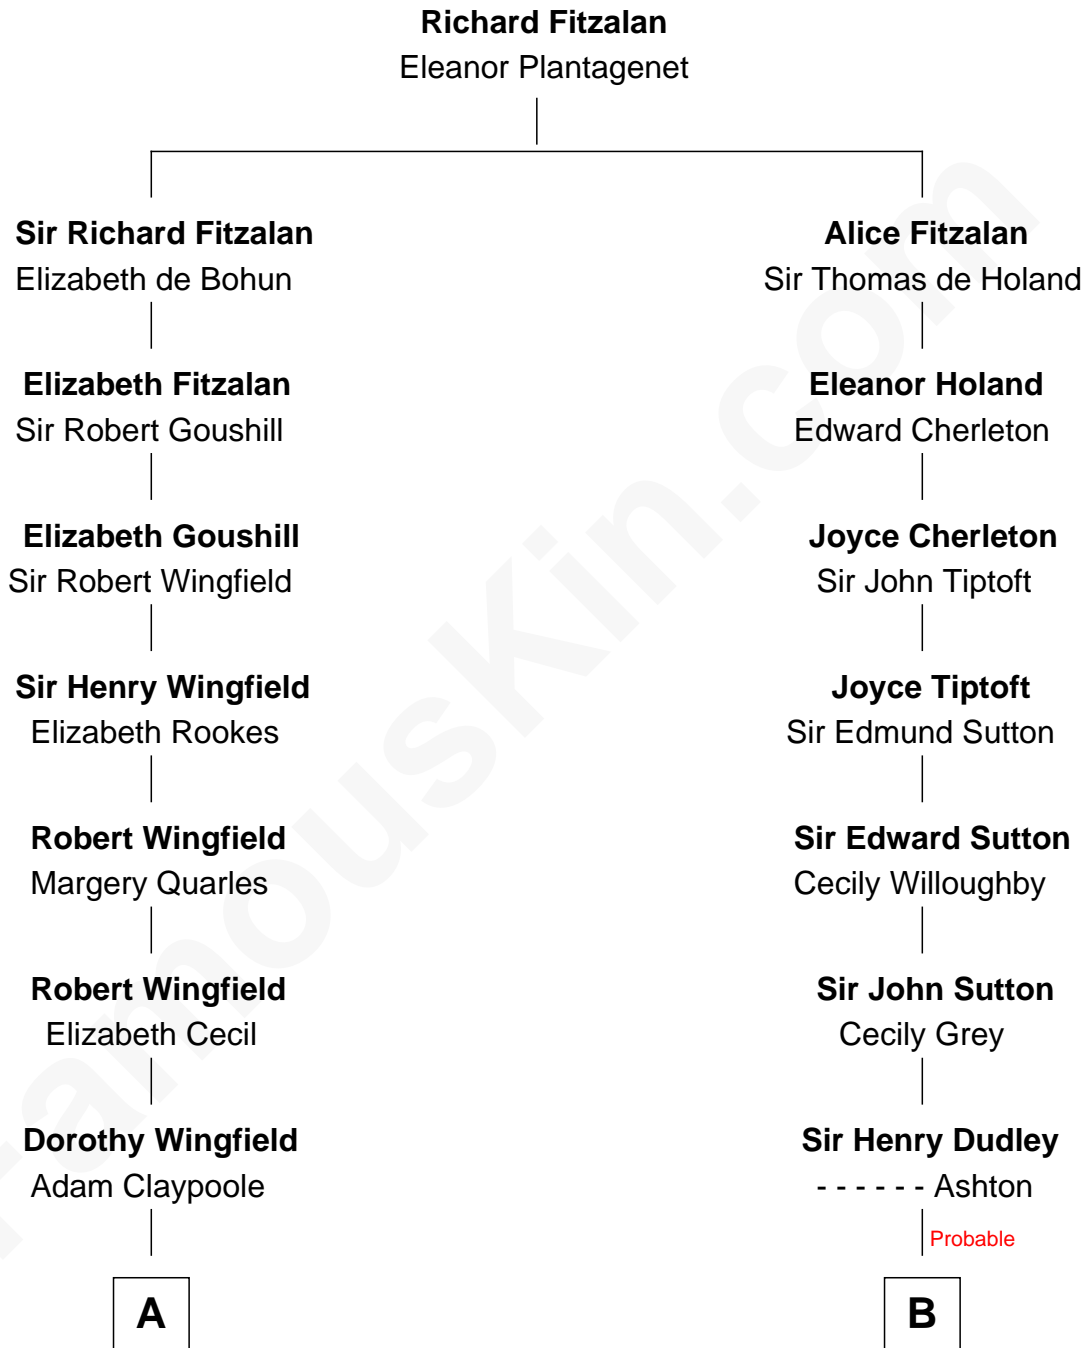 Richard Fitzalan
Eleanor Plantagenet
Sir Richard Fitzalan
Elizabeth de Bohun
Elizabeth Fitzalan
Sir Robert Goushill
Elizabeth Goushill
Sir Robert Wingfield
Sir Henry Wingfield
Elizabeth Rookes
Robert Wingfield
Margery Quarles
Robert Wingfield
Elizabeth Cecil
Dorothy Wingfield
Adam Claypoole
A
Alice Fitzalan
Sir Thomas de Holand
Eleanor Holand
Edward Cherleton
Joyce Cherleton
Sir John Tiptoft
Joyce Tiptoft
Sir Edmund Sutton
Sir Edward Sutton
Cecily Willoughby
Sir John Sutton
Cecily Grey
Sir Henry Dudley
- - - - - - Ashton
Probable
B
FamousKin.com